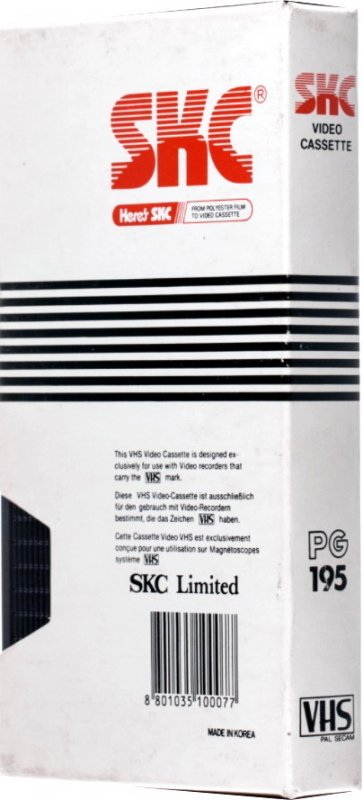 SKC®
Here's SKC
FROM POLYESTER FILM
TO VIDEO CASSETTE
This VHS Video Cassette is designed ex-
clusively for use with Video recorders that
carry the VHS mark.
Diese VHS Video-Cassette ist ausschließlich
für den gebrauch mit Video-Recordern
bestimmt, die das Zeichen VHS haben.
Cette Cassette Video VHS est exclusivement
conçue pour une utilisation sur Magnétoscopes
système VHS
SKC Limited
8 801035 100077
MADE IN KOREA
SKC
VIDEO
CASSETTE
PG
195
VHS
PAL SECAM